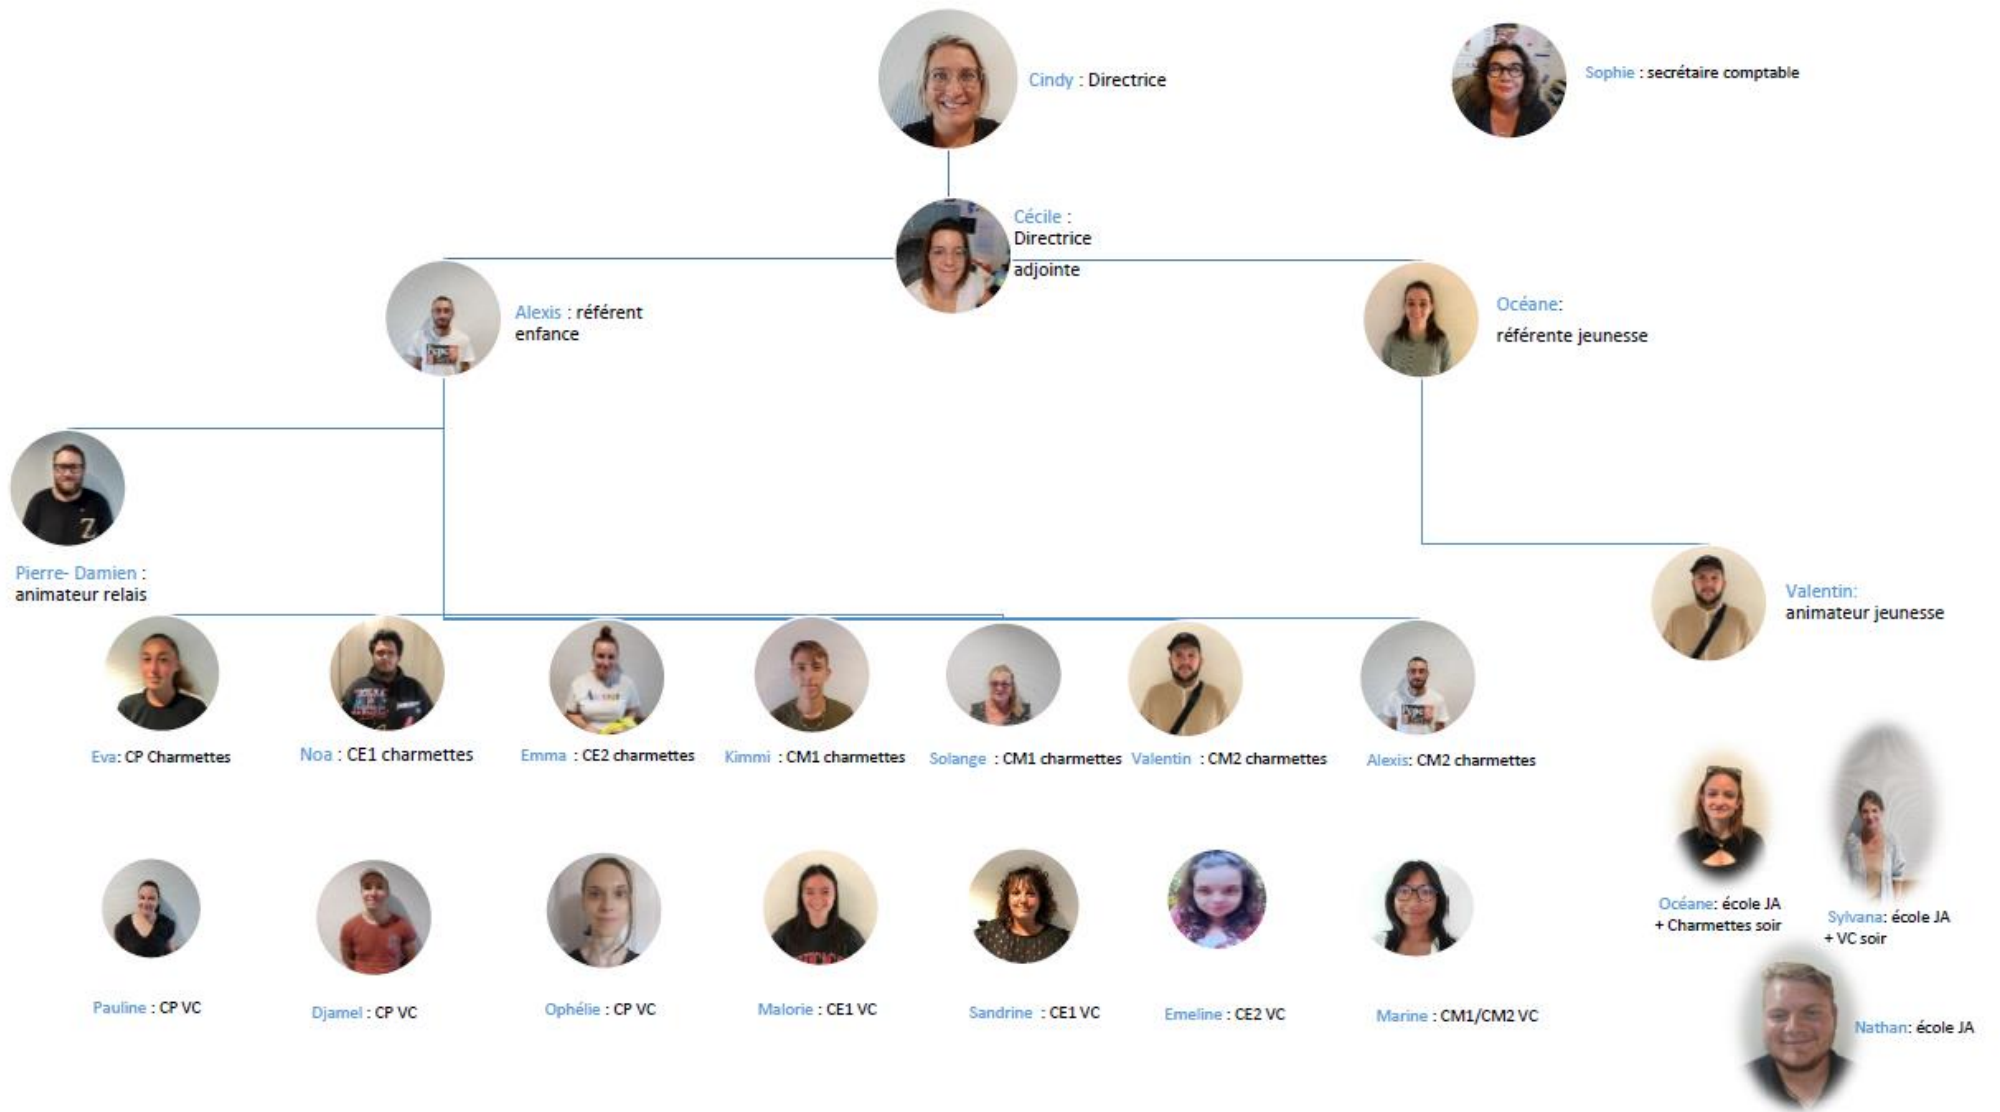 Cindy : Directrice
Sophie : secrétaire comptable
Cécile :
Directrice
adjointe
Alexis : référent
enfance
Océane:
référente jeunesse
Pierre- Damien :
animateur relais
Valentin:
animateur jeunesse
Eva: CP Charmettes
Noa : CE1 charmettes
Emma : CE2 charmettes
Kimmi : CM1 charmettes
Solange : CM1 charmettes
Valentin : CM2 charmettes
Alexis: CM2 charmettes
Océane: école JA
+ Charmettes soir
Sylvana: école JA
+ VC soir
Pauline : CP VC
Djamel : CP VC
Ophélie : CP VC
Malorie : CE1 VC
Sandrine : CE1 VC
Emeline : CE2 VC
Marine : CM1/CM2 VC
Nathan: école JA